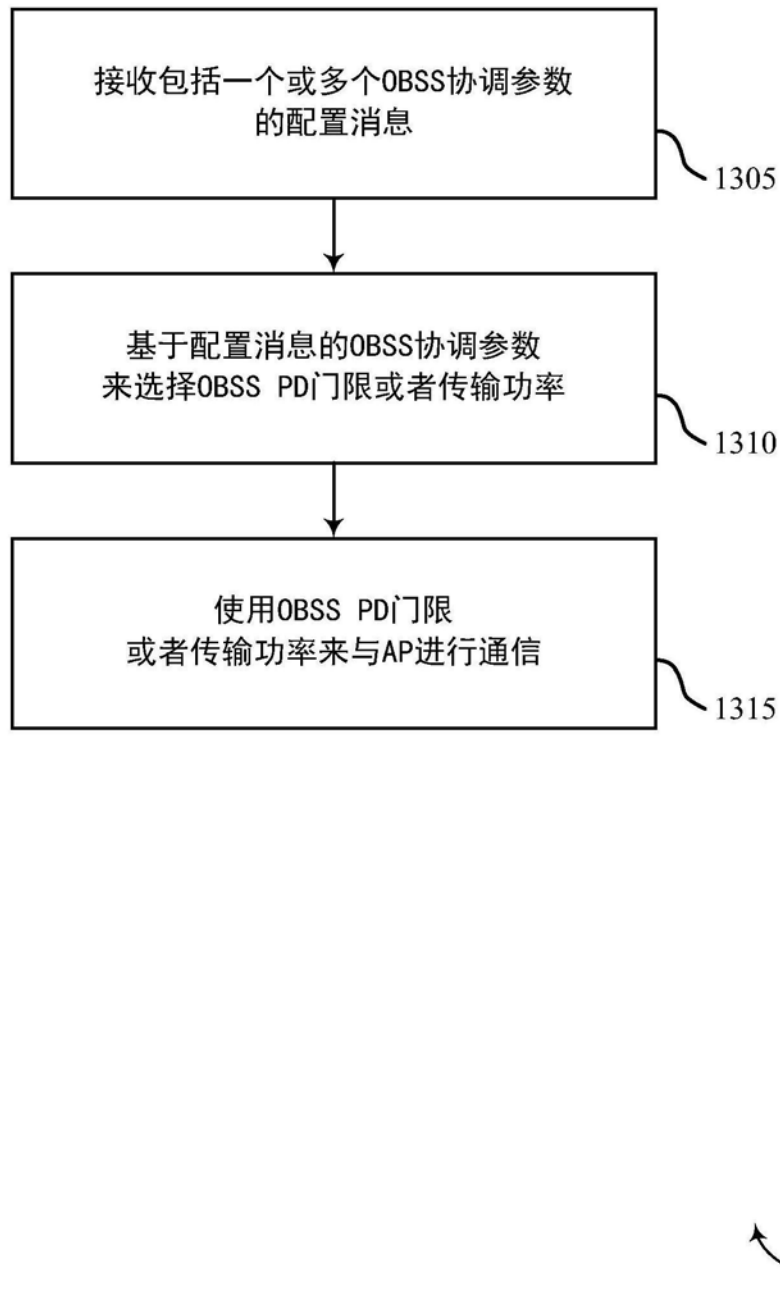 接收包括一个或多个OBSS协调参数
的配置消息
1305
基于配置消息的OBSS协调参数
来选择OBSS PD门限或者传输功率
1310
使用OBSS PD门限
或者传输功率来与AP进行通信
1315